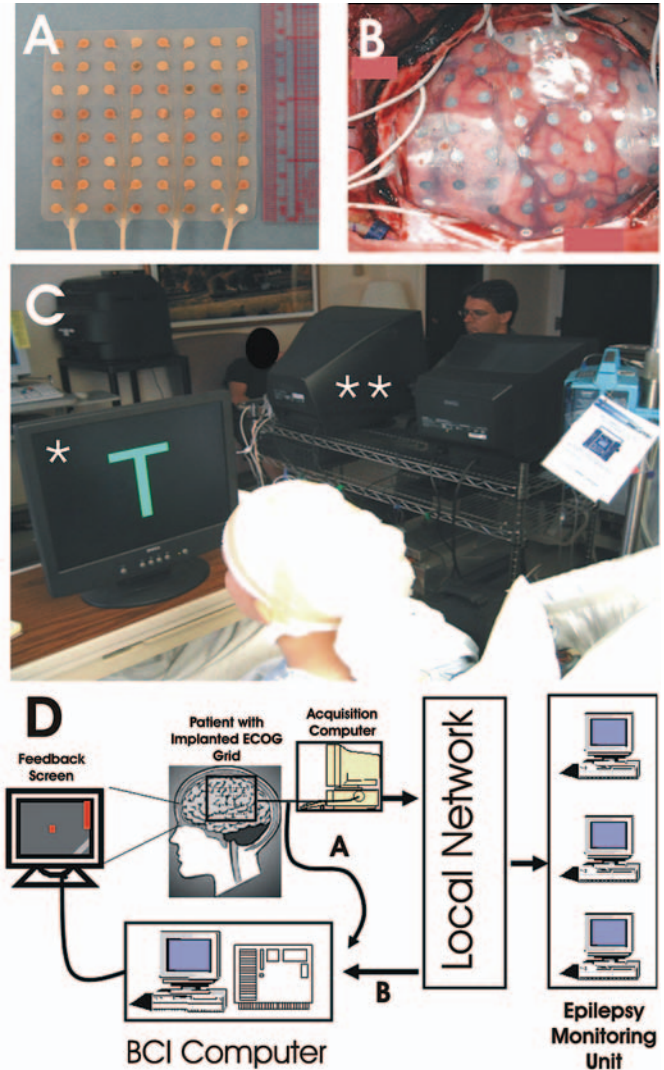 A
B
C
*
T
**
D
Feedback
Screen
Patient with
Implanted ECOG
Grid
Acquisition
Computer
Local Network
A
B
BCI Computer
Epilepsy
Monitoring
Unit